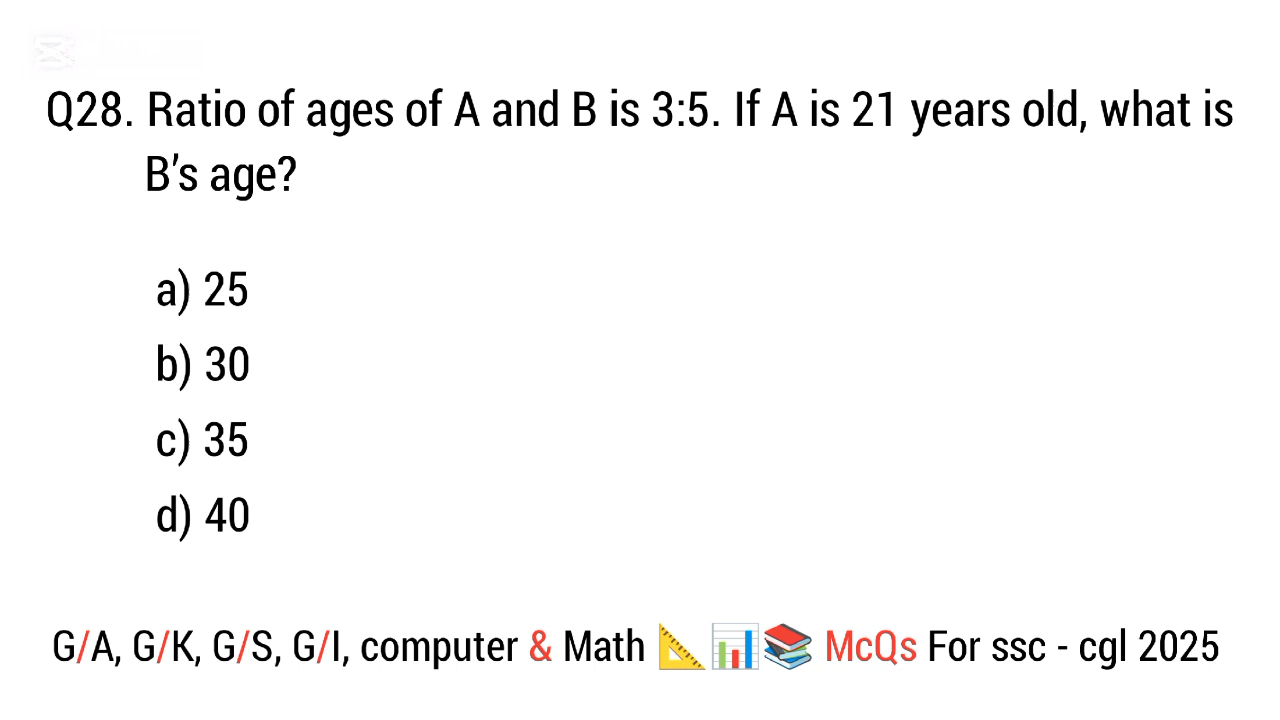 Q28. Ratio of ages of A and B is 3:5. If A is 21 years old, what is
B’s age?
a) 25
b) 30
c) 35
d) 40
G/A, G/K, G/S, G/I, computer & Math 📐📊📚 McQs For ssc - cgl 2025